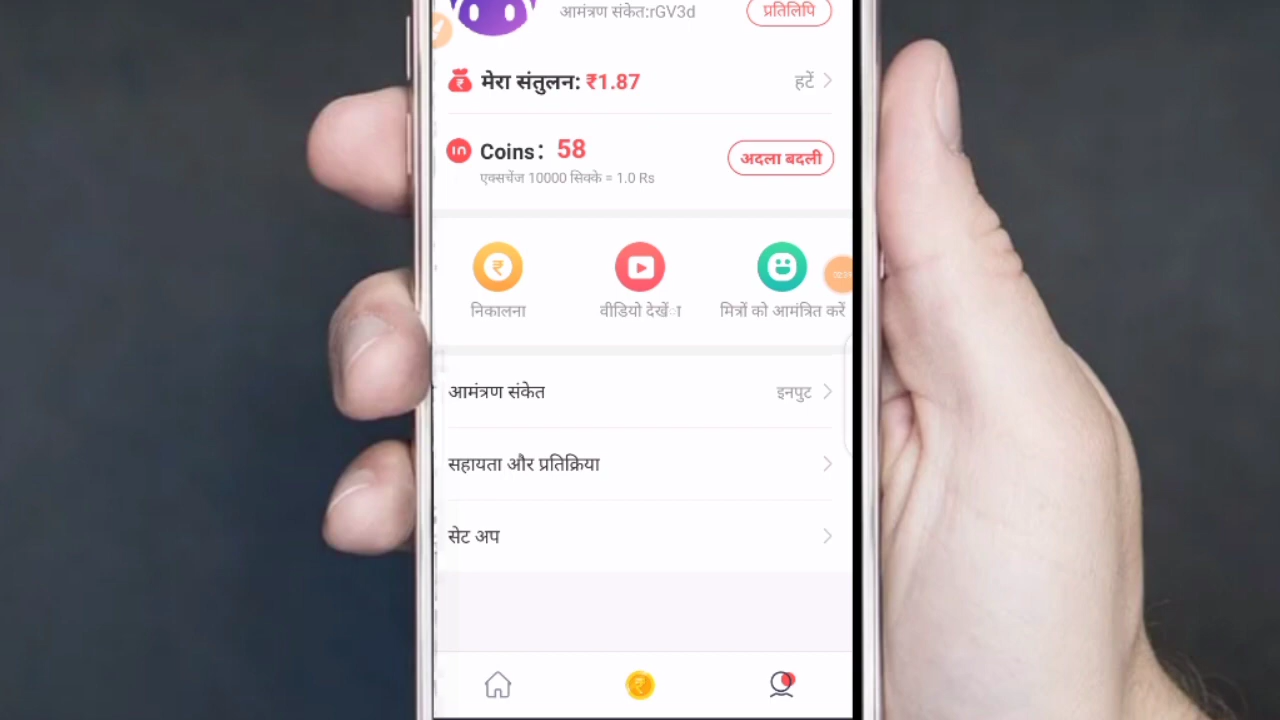 आमंत्रण संकेत:rGV3d
प्रतिलिपि
मेरा संतुलन: ₹1.87
हटें
Coins: 58
अदला बदली
एक्सचेंज 10000 सिक्के = 1.0 Rs
निकालना
वीडियो देखेंा
मित्रों को आमंत्रित करें
आमंत्रण संकेत
इनपुट
सहायता और प्रतिक्रिया
सेट अप